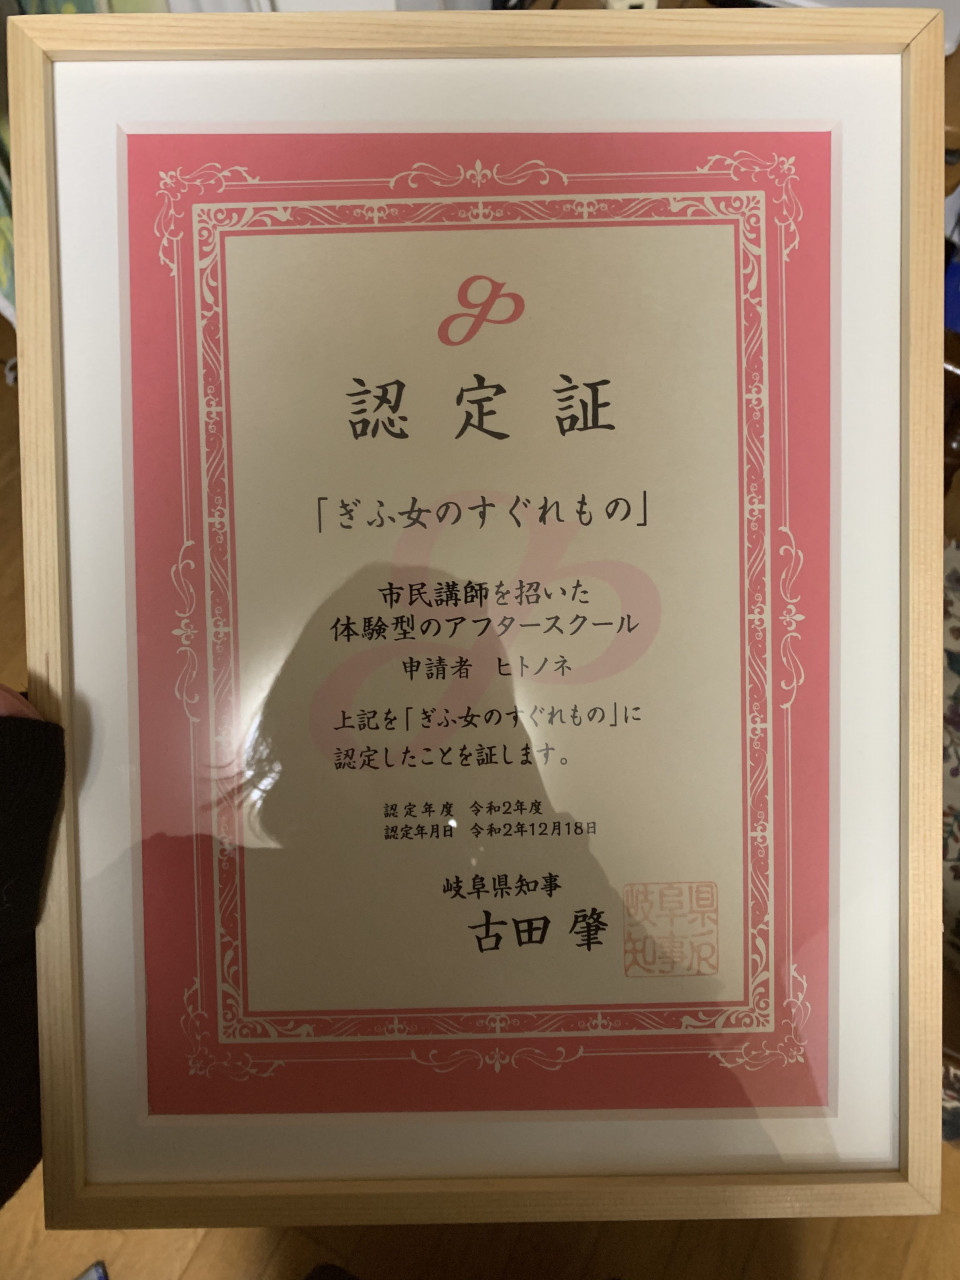 認定証
「ぎふ女のすぐれもの」
市民講師を招いた
体験型のアフタースクール
申請者 ヒトノネ
上記を「ぎふ女のすぐれもの」に
認定したことを証します。
認定年度 令和2年度
認定年月日 令和2年12月18日
岐阜県知事
古田 肇
岐阜県
知事印